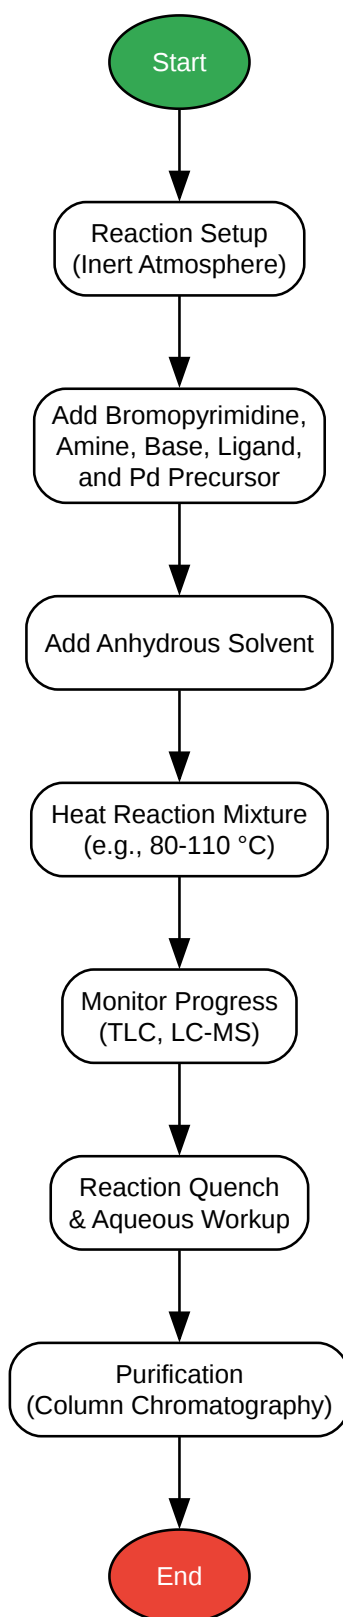 Start
Reaction Setup
(Inert Atmosphere)
Add Bromopyrimidine,
Amine, Base, Ligand,
and Pd Precursor
Add Anhydrous Solvent
Heat Reaction Mixture
(e.g., 80-110 °C)
Monitor Progress
(TLC, LC-MS)
Reaction Quench
& Aqueous Workup
Purification
(Column Chromatography)
End